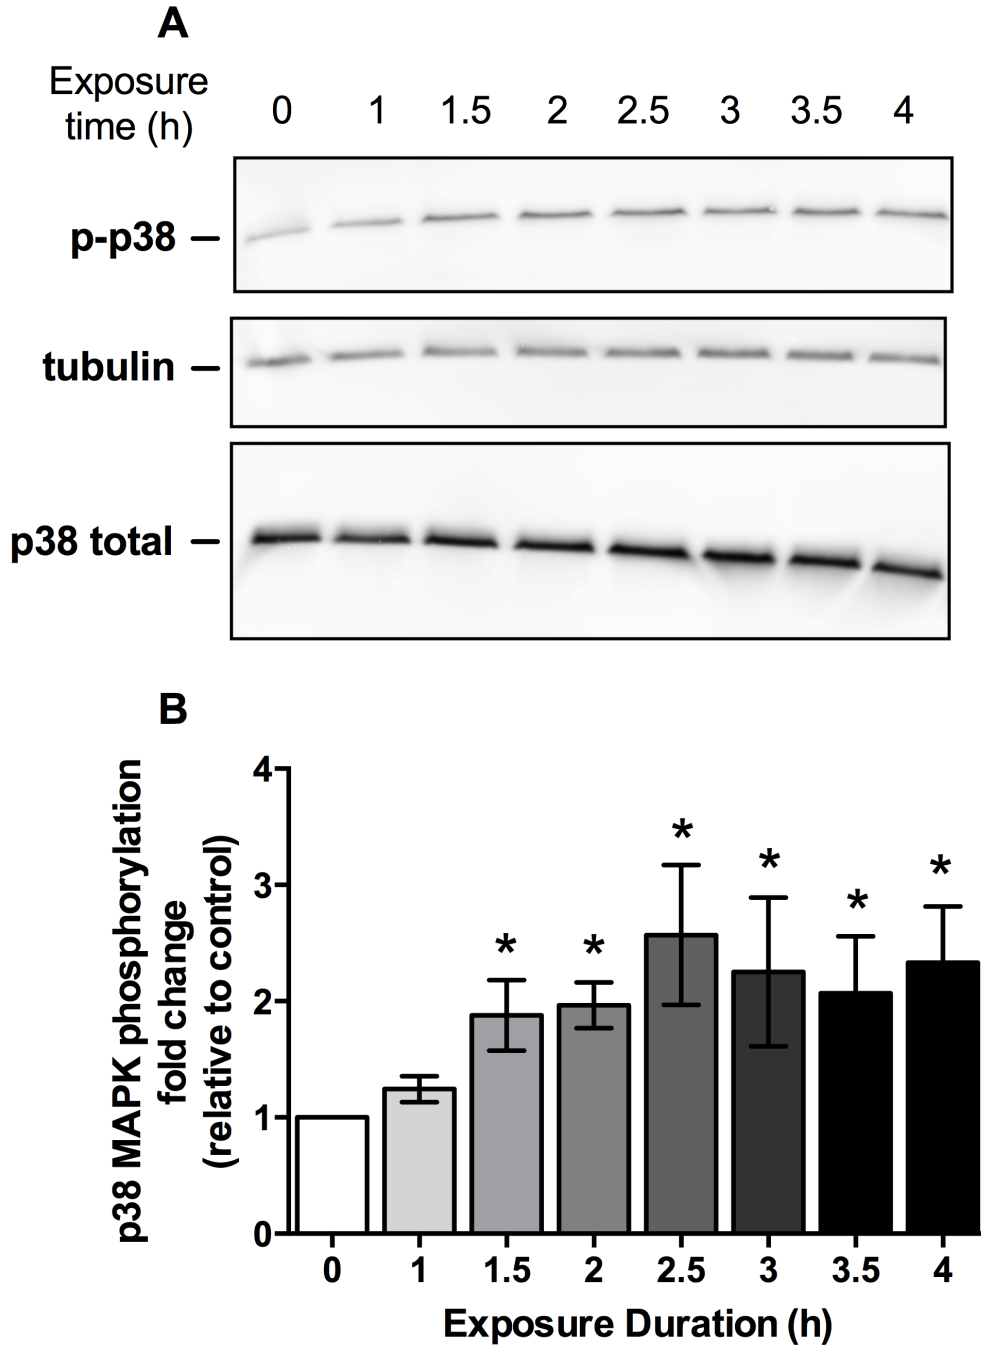 A
Exposure
time (h)
0 1 1.5 2 2.5 3 3.5 4
p-p38
tubulin
p38 total
B
p38 MAPK phosphorylation
fold change
(relative to control)
4
3
2
1
0
* * * * * *
0 1 1.5 2 2.5 3 3.5 4
Exposure Duration (h)